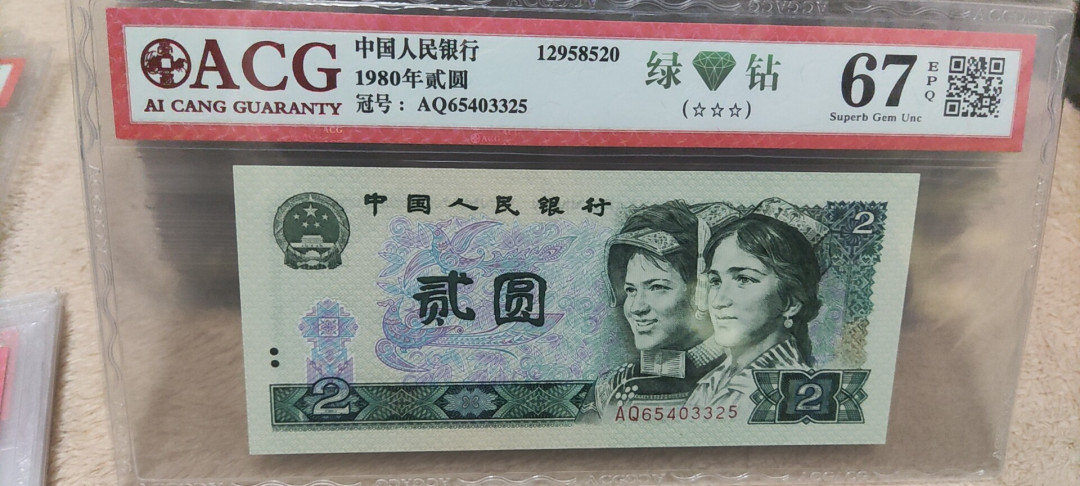 ACG
AI CANG GUARANTY
中国人民银行 12958520
1980年贰圆
冠号： AQ65403325
绿 钻
(☆☆☆)
67
EPQ
Superb Gem Unc
ACG
中国人民银行
2
贰圆
2
AQ65403325
2